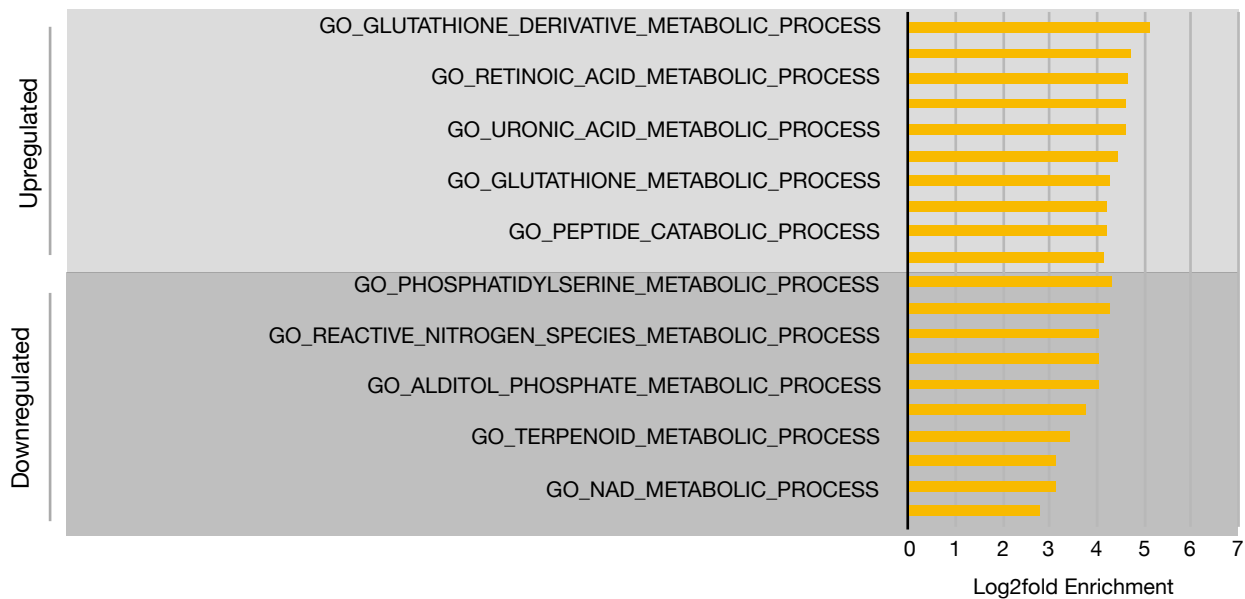 Upregulated
GO_GLUTATHIONE_DERIVATIVE_METABOLIC_PROCESS
GO_RETINOIC_ACID_METABOLIC_PROCESS
GO_URONIC_ACID_METABOLIC_PROCESS
GO_GLUTATHIONE_METABOLIC_PROCESS
GO_PEPTIDE_CATABOLIC_PROCESS
Downregulated
GO_PHOSPHATIDYLSERINE_METABOLIC_PROCESS
GO_REACTIVE_NITROGEN_SPECIES_METABOLIC_PROCESS
GO_ALDITOL_PHOSPHATE_METABOLIC_PROCESS
GO_TERPENOID_METABOLIC_PROCESS
GO_NAD_METABOLIC_PROCESS
0 1 2 3 4 5 6 7
Log2fold Enrichment